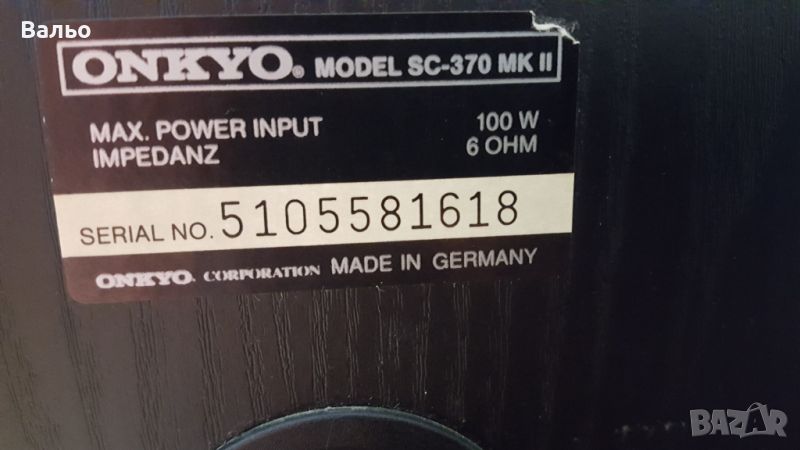 Вальо
ONKYO® MODEL SC-370 MK II
MAX. POWER INPUT 100 W
IMPEDANZ 6 OHM
SERIAL NO. 5105581618
ONKYO. CORPORATION MADE IN GERMANY
BAZAR